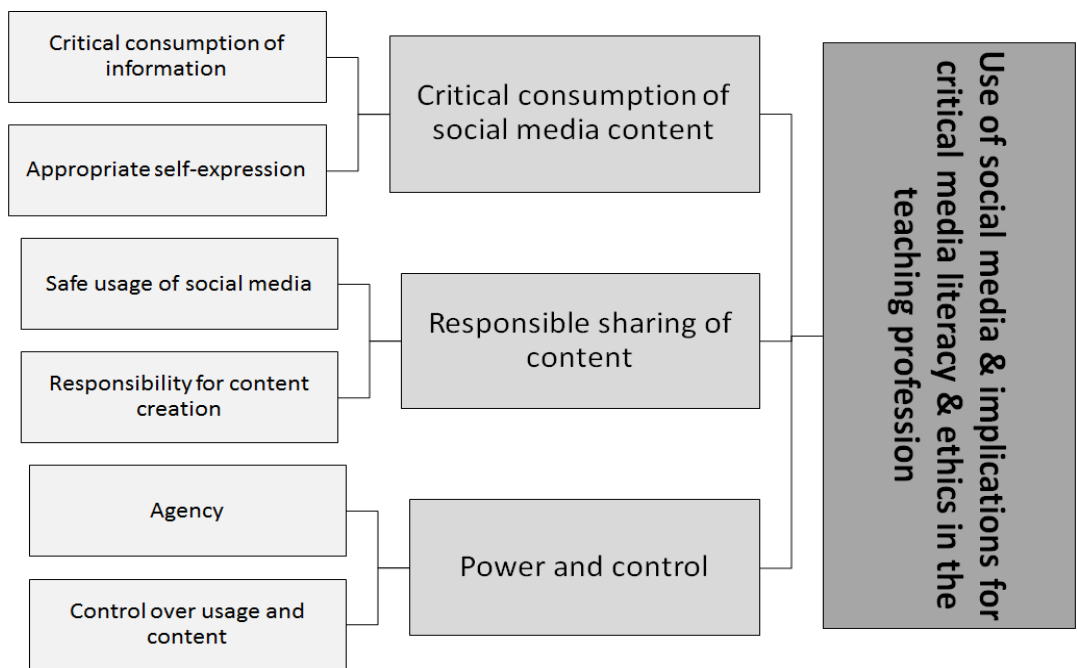 Critical consumption of
information
Appropriate self-expression
Critical consumption of
social media content
Safe usage of social media
Responsibility for content
creation
Responsible sharing of
content
Agency
Control over usage and
content
Power and control
Use of social media & implications for
critical media literacy & ethics in the
teaching profession